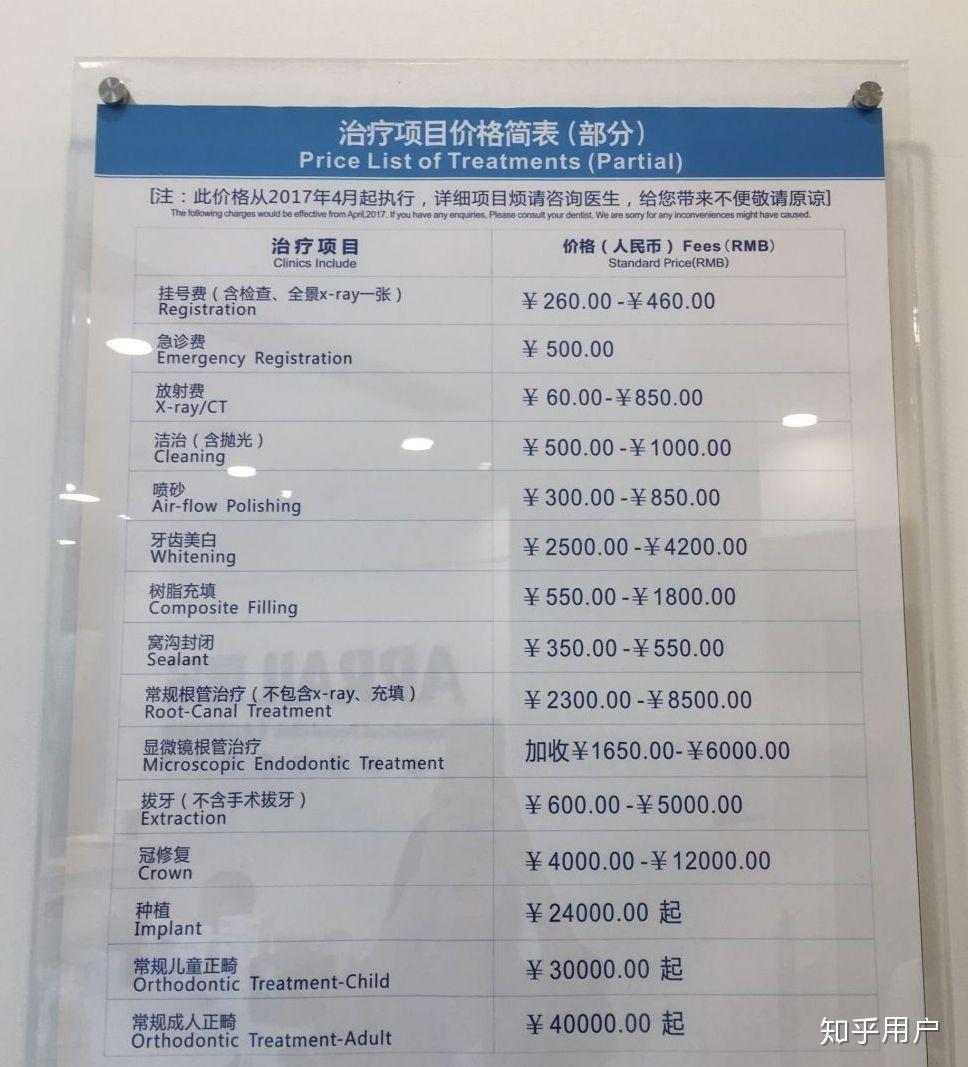 治疗项目价格简表（部分）
Price List of Treatments (Partial)
[注：此价格从2017年4月起执行，详细项目烦请咨询医生，给您带来不便敬请原谅]
The following charges would be effective from April,2017. If you have any enquiries, Please consult your dentist. We are sorry for any inconveniences might have caused.
治疗项目 价格（人民币）Fees（RMB）
Clinics Include Standard Price(RMB)
挂号费（含检查、全景x-ray一张）
Registration ￥260.00 -￥460.00
急诊费
Emergency Registration ￥ 500.00
放射费
X-ray/CT ￥ 60.00-￥850.00
洁治（含抛光）
Cleaning ￥500.00 -￥1000.00
喷砂
Air-flow Polishing ￥300.00 -￥850.00
牙齿美白
Whitening ￥2500.00 -￥4200.00
树脂充填
Composite Filling ￥550.00 -￥1800.00
窝沟封闭
Sealant ￥350.00 -￥550.00
常规根管治疗（不包含x-ray、充填）
Root-Canal Treatment ￥2300.00 -￥8500.00
显微镜根管治疗
Microscopic Endodontic Treatment 加收￥1650.00-￥6000.00
拔牙（不含手术拔牙）
Extraction ￥600.00 -￥5000.00
冠修复
Crown ￥4000.00 -￥12000.00
种植
Implant ￥24000.00 起
常规儿童正畸
Orthodontic Treatment-Child ￥30000.00 起
常规成人正畸
Orthodontic Treatment-Adult ￥40000.00 起
知乎用户